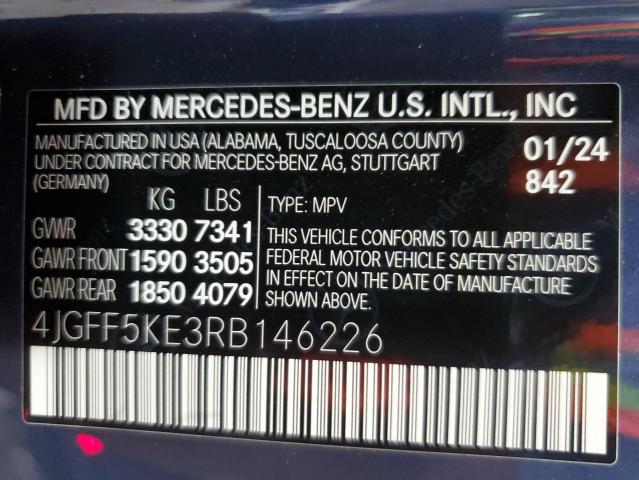 MFD BY MERCEDES-BENZ U.S. INTL., INC
MANUFACTURED IN USA (ALABAMA, TUSCALOOSA COUNTY)
UNDER CONTRACT FOR MERCEDES-BENZ AG, STUTTGART
(GERMANY)
01/24
842
KG LBS
GVWR 3330 7341
GAWR FRONT 1590 3505
GAWR REAR 1850 4079
TYPE: MPV
THIS VEHICLE CONFORMS TO ALL APPLICABLE
FEDERAL MOTOR VEHICLE SAFETY STANDARDS
IN EFFECT ON THE DATE OF MANUFACTURE
SHOWN ABOVE.
4JGFF5KE3RB146226